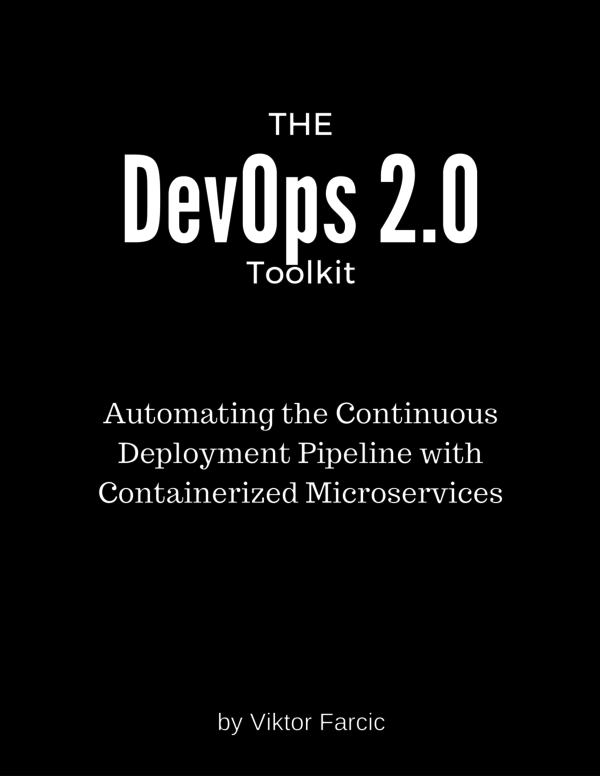 THE
DevOps 2.0
Toolkit
Automating the Continuous
Deployment Pipeline with
Containerized Microservices
by Viktor Farcic